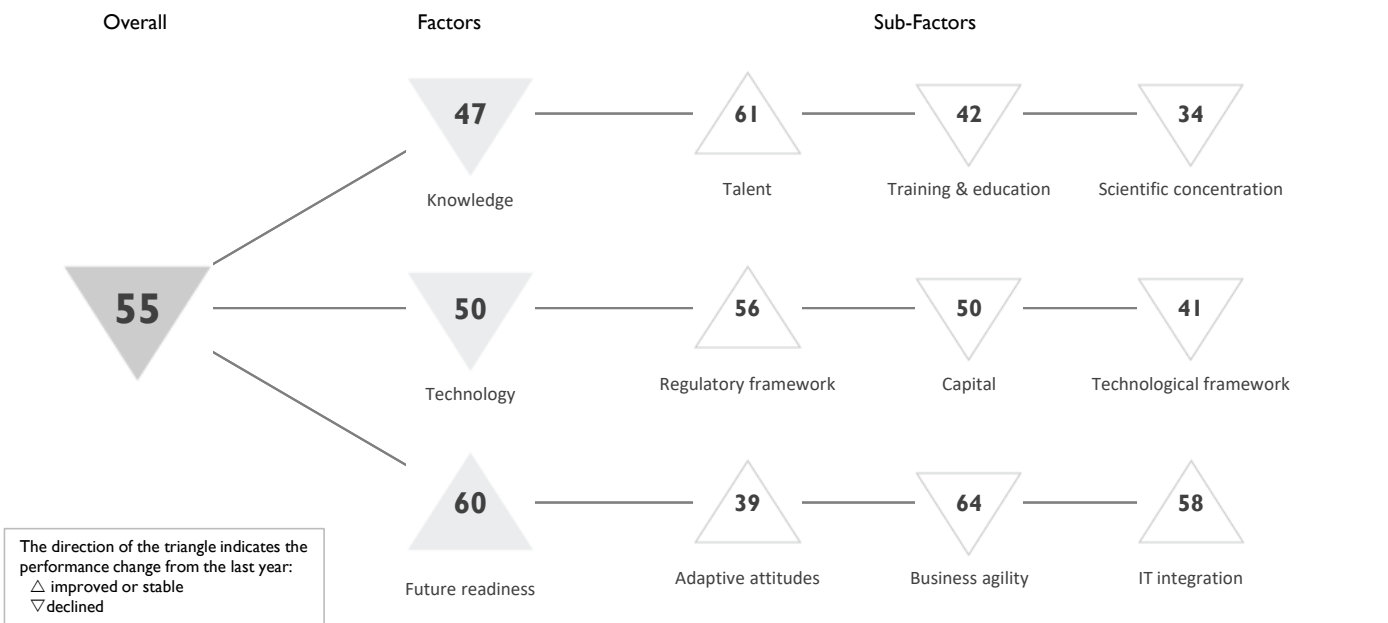 Overall
Factors
Sub-Factors
47
61
42
34
Knowledge
Talent
Training & education
Scientific concentration
55
50
56
50
41
Technology
Regulatory framework
Capital
Technological framework
60
39
64
58
Future readiness
Adaptive attitudes
Business agility
IT integration
The direction of the triangle indicates the
performance change from the last year:
△ improved or stable
▽ declined